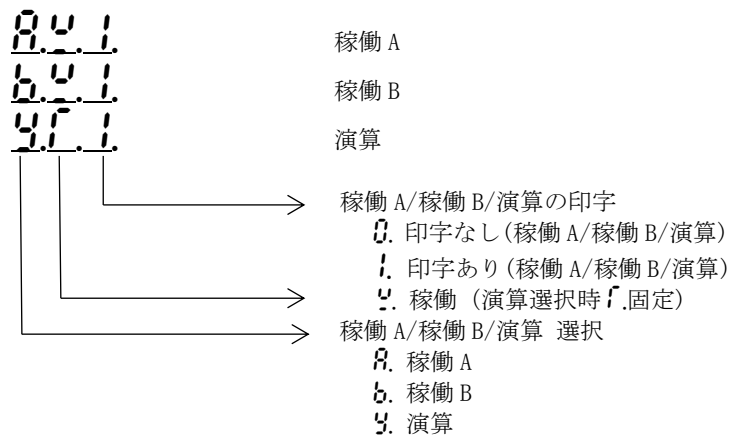 A.႘.1. 稼働 A
b.႘.1. 稼働 B
y.Γ.1. 演算
稼働 A/稼働 B/演算の印字
0. 印字なし(稼働 A/稼働 B/演算)
1. 印字あり(稼働 A/稼働 B/演算)
. 稼働 (演算選択時Γ.固定)
稼働 A/稼働 B/演算 選択
A. 稼働 A
b. 稼働 B
y. 演算